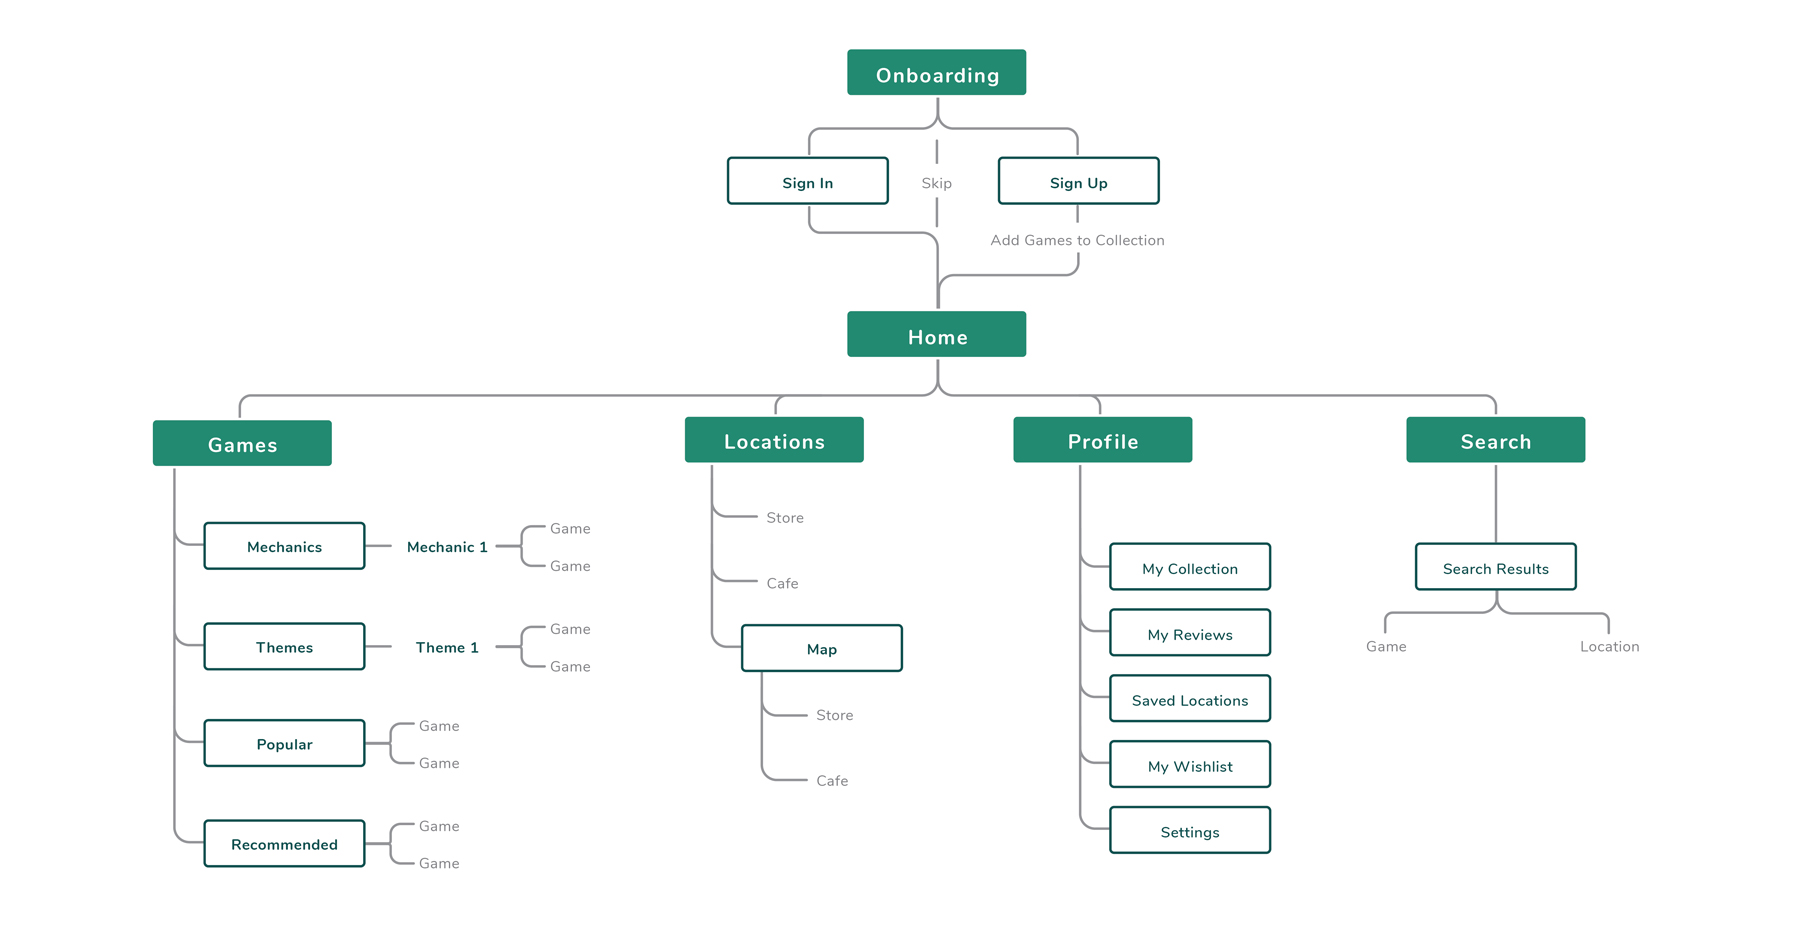 Onboarding
Sign In
Skip
Sign Up
Add Games to Collection
Home
Games
Locations
Profile
Search
Mechanics
Mechanic 1
Game
Game
Themes
Theme 1
Game
Game
Popular
Game
Game
Recommended
Game
Game
Store
Cafe
Map
Store
Cafe
My Collection
My Reviews
Saved Locations
My Wishlist
Settings
Search Results
Game
Location